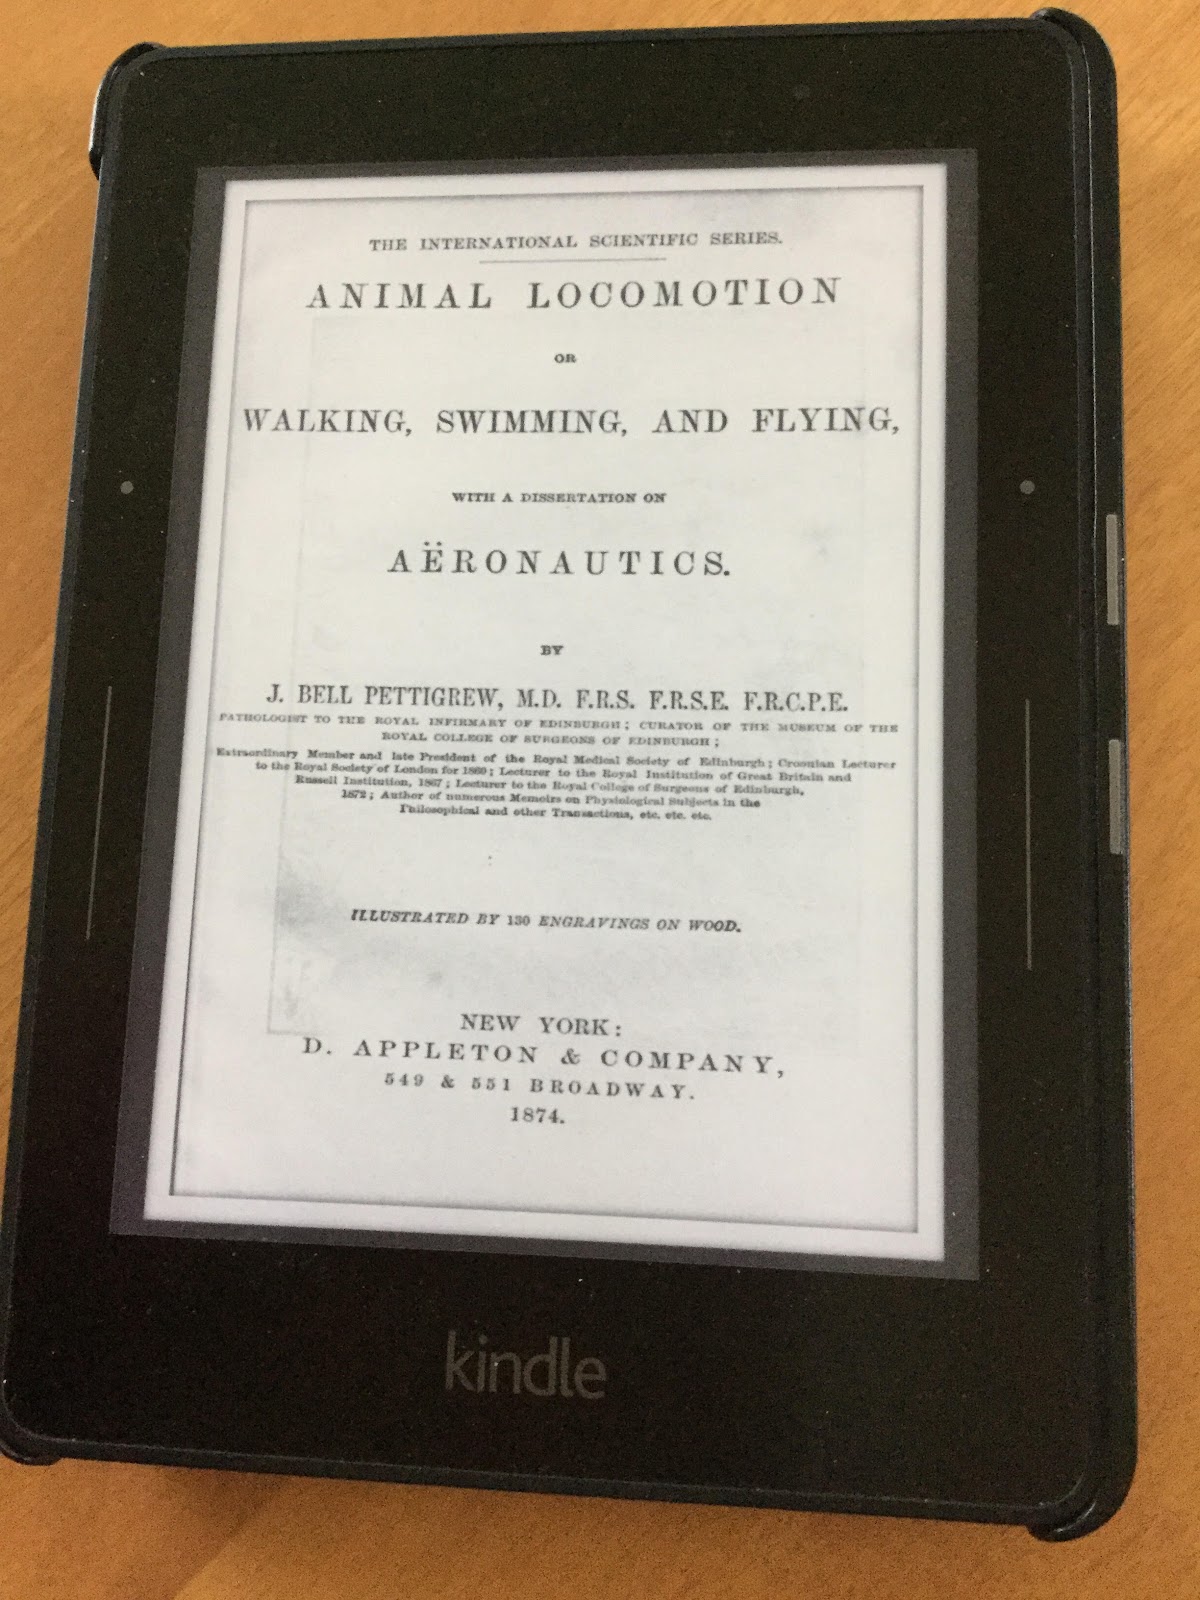 THE INTERNATIONAL SCIENTIFIC SERIES.
ANIMAL LOCOMOTION
OR
WALKING, SWIMMING, AND FLYING,
WITH A DISSERTATION ON
AËRONAUTICS.
BY
J. BELL PETTIGREW, M.D. F.R.S. F.R.S.E. F.R.C.P.E.
PATHOLOGIST TO THE ROYAL INFIRMARY OF EDINBURGH; CURATOR OF THE MUSEUM OF THE
ROYAL COLLEGE OF SURGEONS OF EDINBURGH;
Extraordinary Member and late President of the Royal Medical Society of Edinburgh; Croonian Lecturer
to the Royal Society of London for 1860; Lecturer to the Royal Institution of Great Britain and
Russell Institution, 1867; Lecturer to the Royal College of Surgeons of Edinburgh,
1872; Author of numerous Memoirs on Physiological Subjects in the
Philosophical and other Transactions, etc. etc. etc.
ILLUSTRATED BY 130 ENGRAVINGS ON WOOD.
NEW YORK:
D. APPLETON & COMPANY,
549 & 551 BROADWAY.
1874.
kindle